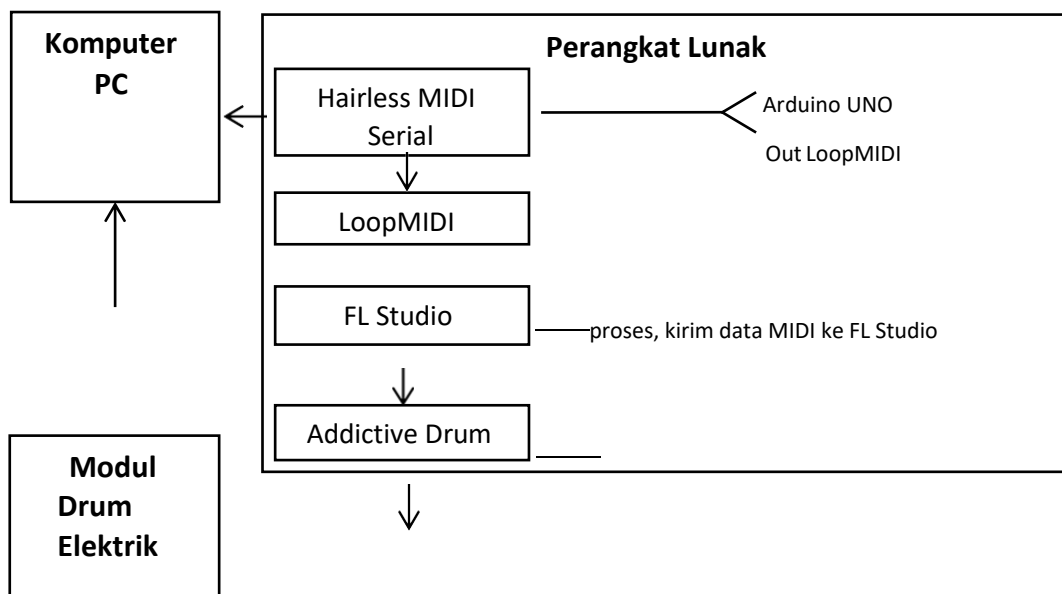 Komputer
PC
Perangkat Lunak
Hairless MIDI
Serial
Arduino UNO
Out LoopMIDI
LoopMIDI
FL Studio
proses, kirim data MIDI ke FL Studio
Addictive Drum
Modul
Drum
Elektrik